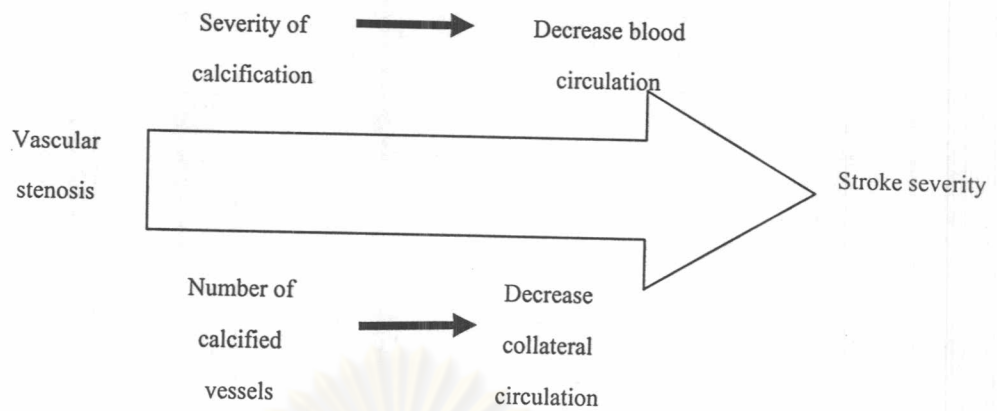 Severity of
calcification
Decrease blood
circulation
Vascular
stenosis
Stroke severity
Number of
calcified
vessels
Decrease
collateral
circulation